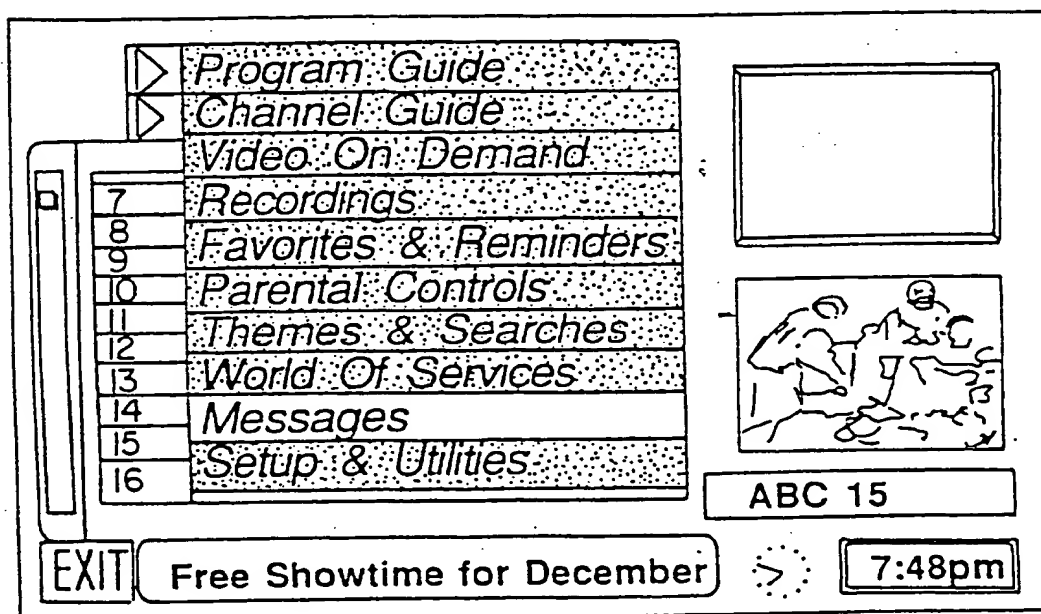 Program Guide
Channel Guide
Video On Demand
7 Recordings
8
9 Favorites & Reminders
10 Parental Controls
11
12 Themes & Searches
13 World Of Services
14 Messages
15
16 Setup & Utilities
ABC 15
EXIT Free Showtime for December 7:48pm